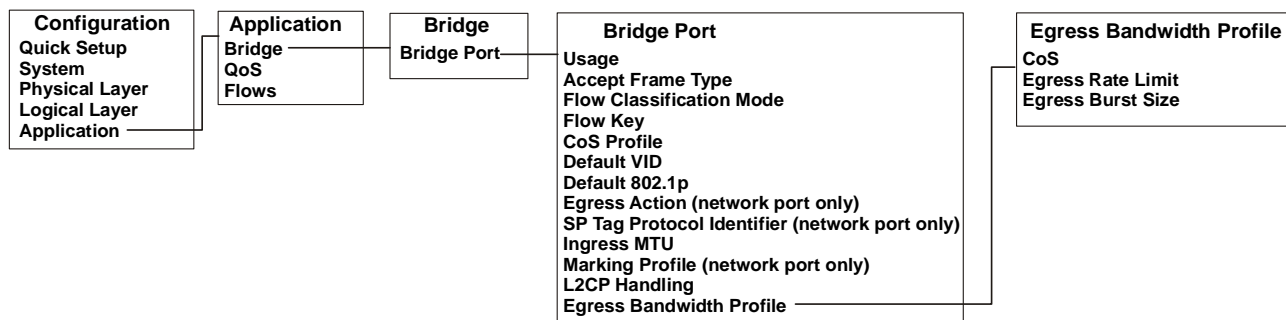 Configuration
Quick Setup
System
Physical Layer
Logical Layer
Application
Application
Bridge
QoS
Flows
Bridge
Bridge Port
Bridge Port
Usage
Accept Frame Type
Flow Classification Mode
Flow Key
CoS Profile
Default VID
Default 802.1p
Egress Action (network port only)
SP Tag Protocol Identifier (network port only)
Ingress MTU
Marking Profile (network port only)
L2CP Handling
Egress Bandwidth Profile
Egress Bandwidth Profile
CoS
Egress Rate Limit
Egress Burst Size